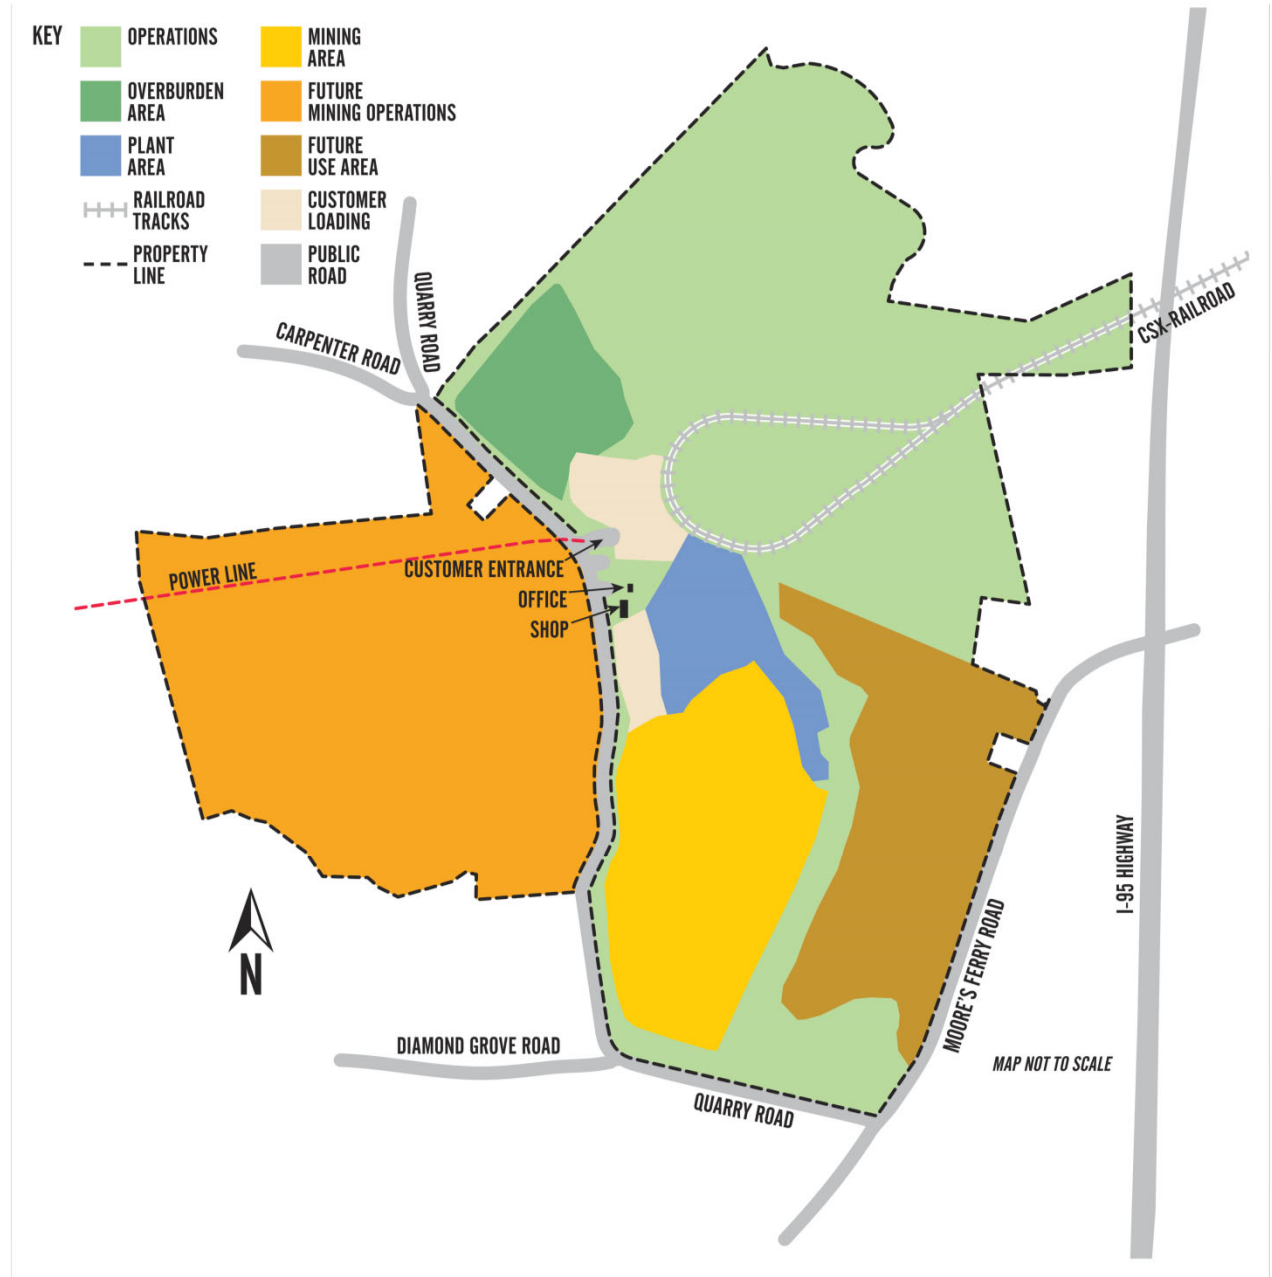 KEY
OPERATIONS
OVERBURDEN
AREA
PLANT
AREA
RAILROAD
TRACKS
PROPERTY
LINE
MINING
AREA
FUTURE
MINING OPERATIONS
FUTURE
USE AREA
CUSTOMER
LOADING
PUBLIC
ROAD
QUARRY ROAD
CARPENTER ROAD
CSX-RAILROAD
POWER LINE
CUSTOMER ENTRANCE
OFFICE
SHOP
I-95 HIGHWAY
MOORE'S FERRY ROAD
N
DIAMOND GROVE ROAD
MAP NOT TO SCALE
QUARRY ROAD